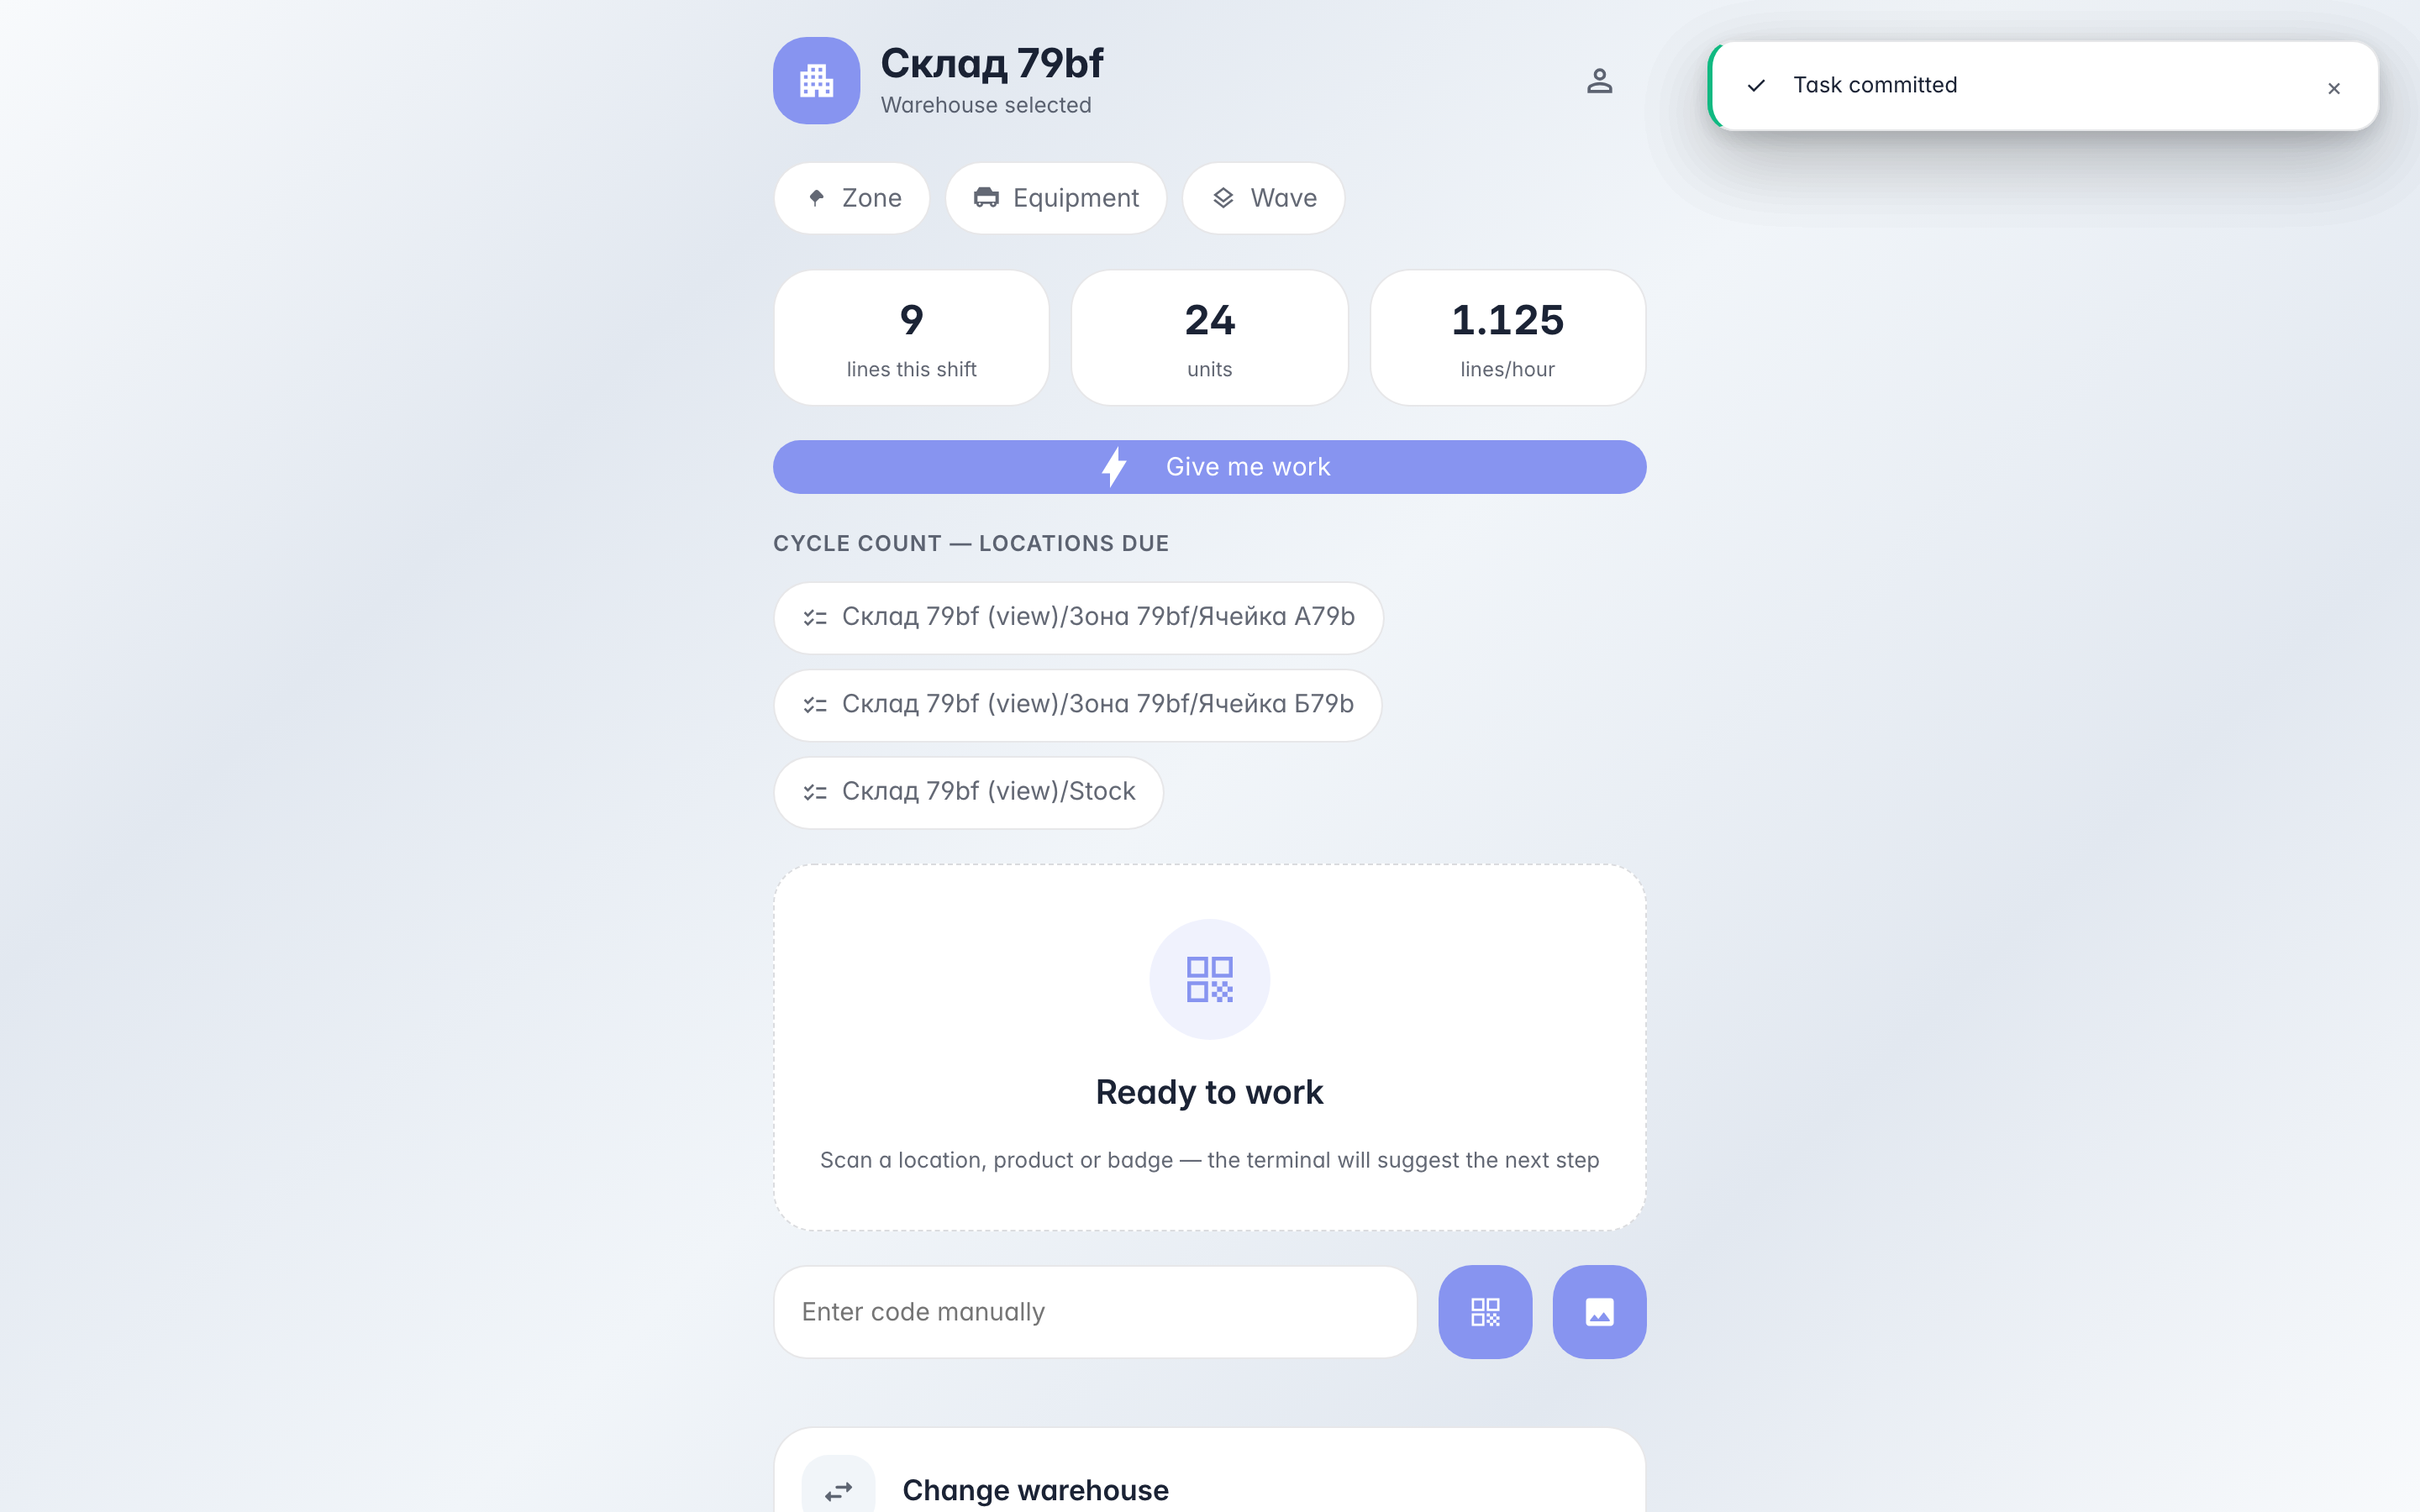 Склад 79bf
Warehouse selected
Task committed
Zone
Equipment
Wave
9
lines this shift
24
units
1.125
lines/hour
Give me work
CYCLE COUNT — LOCATIONS DUE
Склад 79bf (view)/Зона 79bf/Ячейка А79b
Склад 79bf (view)/Зона 79bf/Ячейка Б79b
Склад 79bf (view)/Stock
Ready to work
Scan a location, product or badge — the terminal will suggest the next step
Enter code manually
Change warehouse